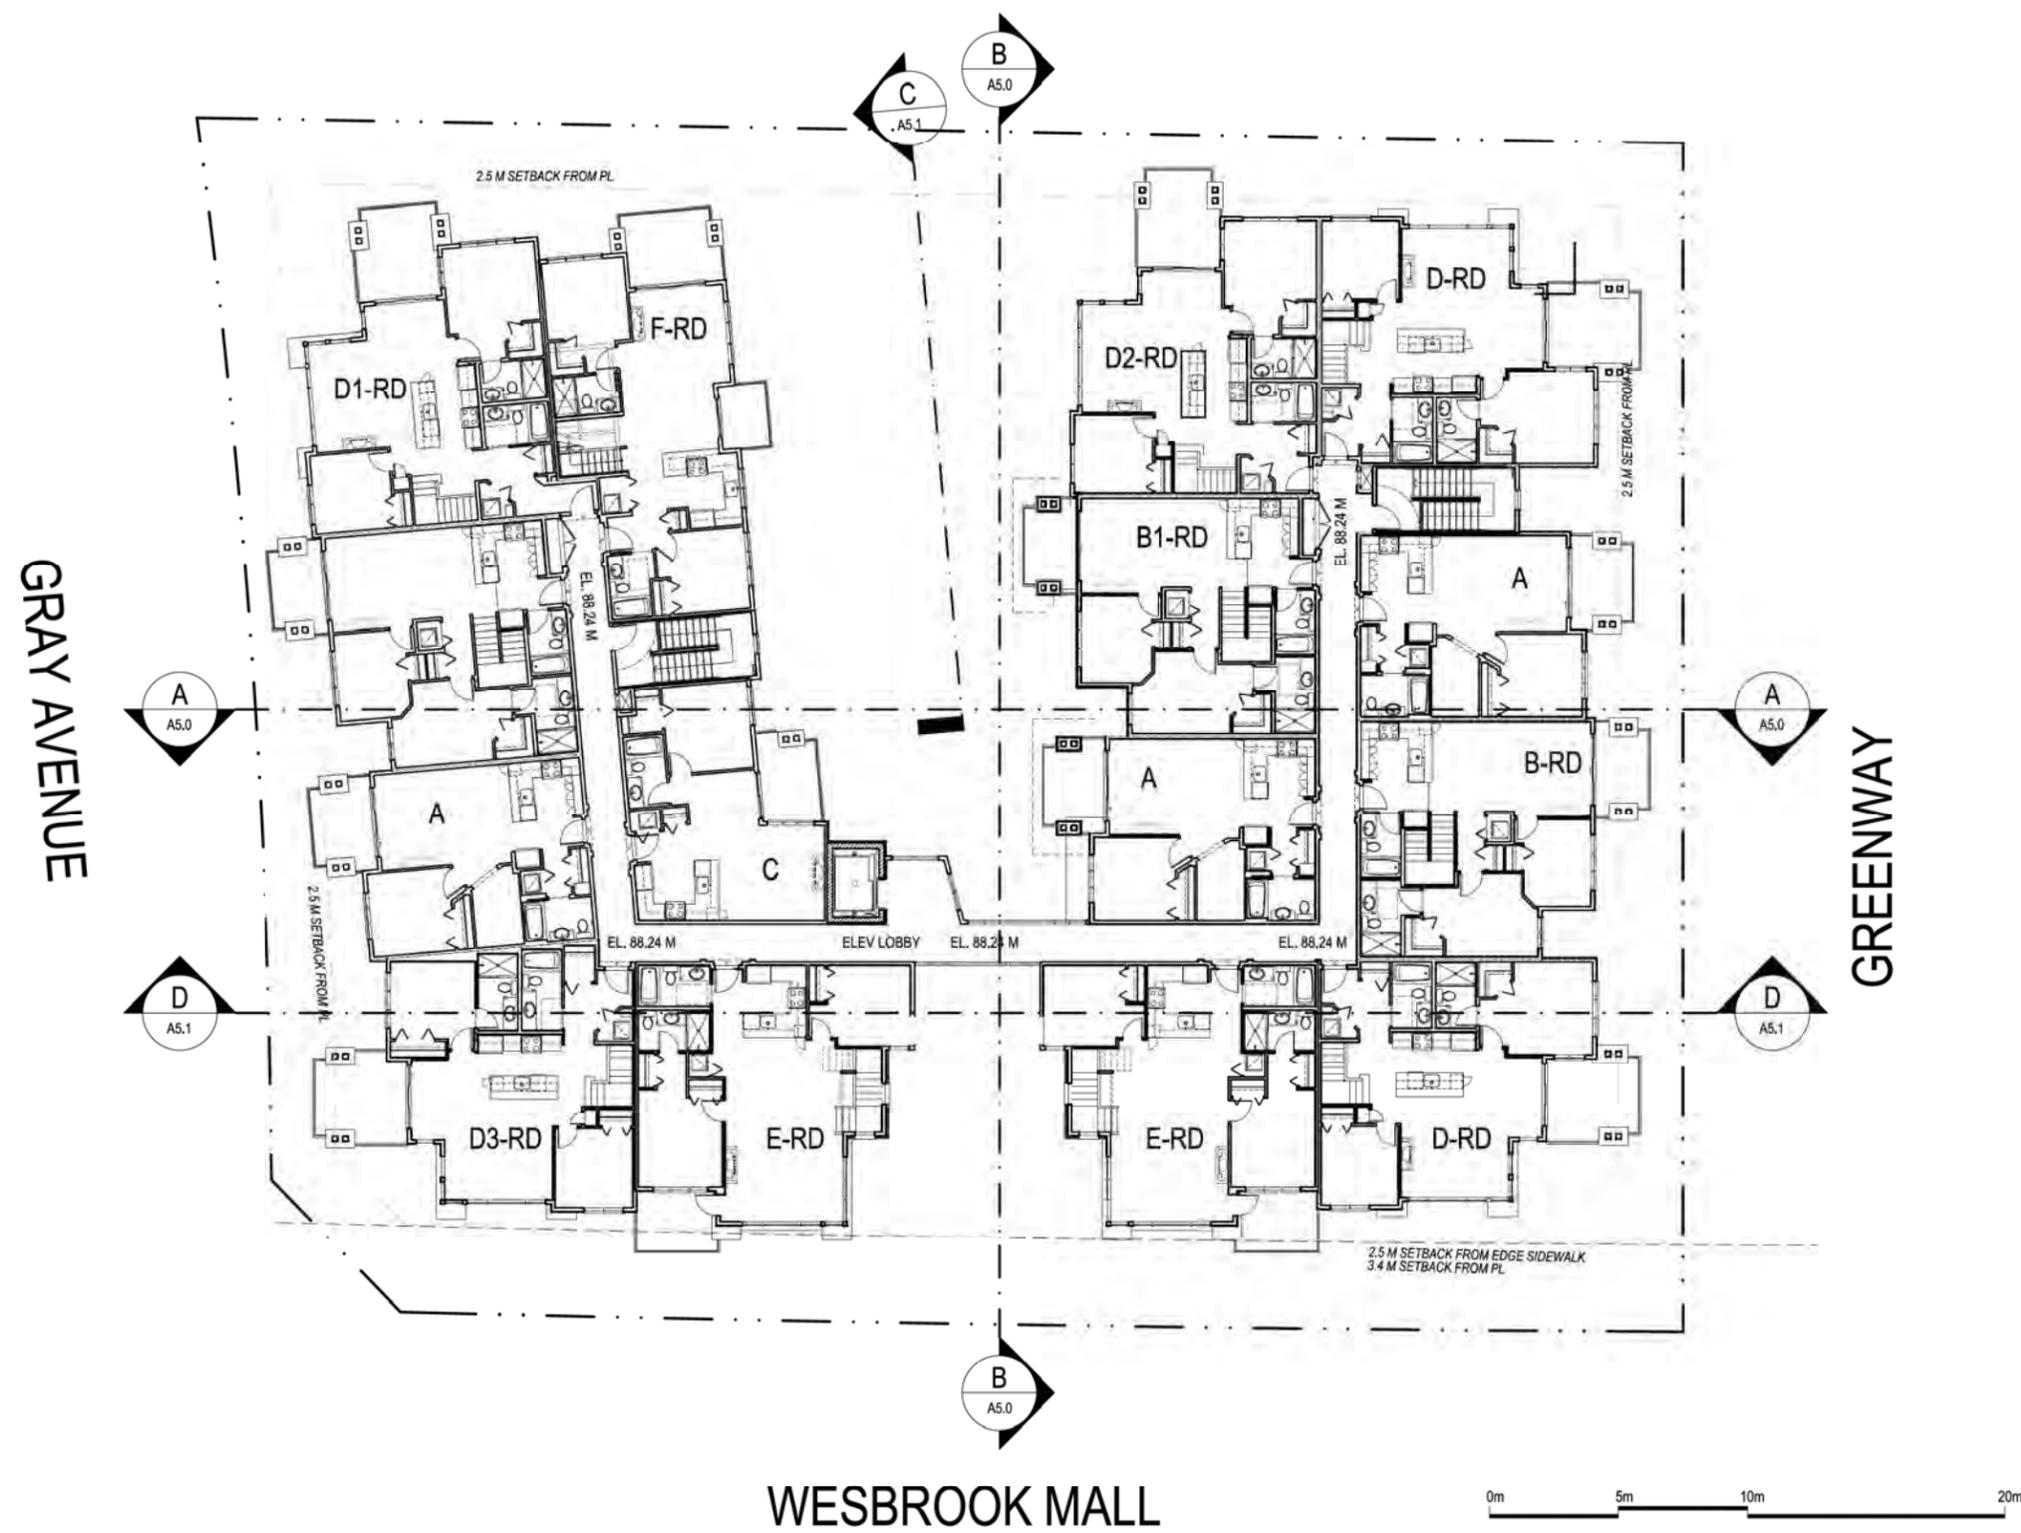 B
A5.0
C
A5.1
2.5 M SETBACK FROM PL
D-RD
F-RD
D2-RD
D1-RD
2.5 M SETBACK FROM PL
B1-RD
EL. 88.24 M
EL. 88.24 M
A
GRAY AVENUE
A
A5.0
A
A5.0
B-RD
A
A
C
GREENWAY
2.5 M SETBACK FROM PL
EL. 88.24 M
ELEV LOBBY
EL. 88.24 M
EL. 88.24 M
D
A5.1
D
A5.1
D3-RD
E-RD
E-RD
D-RD
2.5 M SETBACK FROM EDGE SIDEWALK
3.4 M SETBACK FROM PL
B
A5.0
WESBROOK MALL
0m 5m 10m 20m